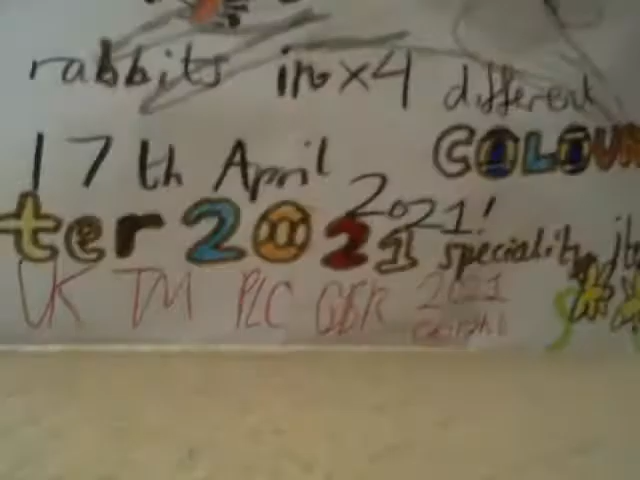 rabbits in x4 different
17th April 2021!
COLOUR
ter 2021 speciality
UK TM PLC GBR 2021